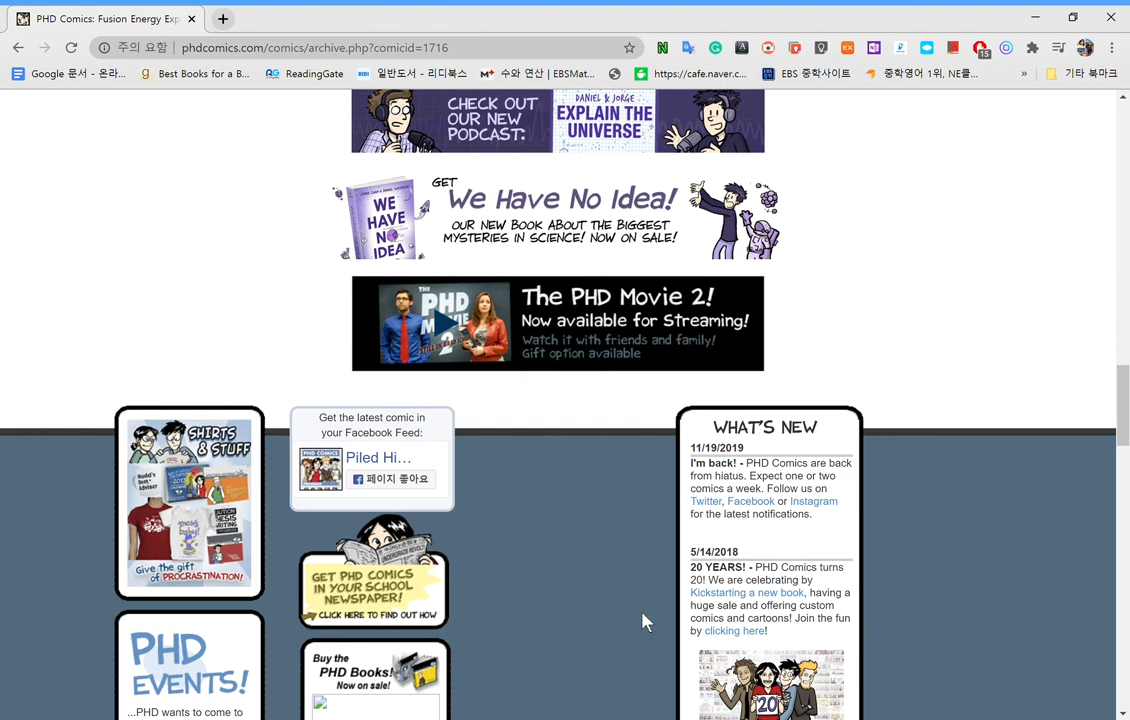 PHD Comics: Fusion Energy Exp
주의 요함
phdcomics.com/comics/archive.php?comicid=1716
15
Google 문서 - 온라...
Best Books for a B...
ReadingGate
일반도서 - 리디북스
수와 연산 | EBSMat...
https://cafe.naver.c...
EBS 중학사이트
중학영어 1위, NE클...
»
기타 북마크
CHECK OUT
OUR NEW
PODCAST:
DANIEL & JORGE
EXPLAIN THE
UNIVERSE
WE
HAVE
NO
IDEA
GET
We Have No Idea!
OUR NEW BOOK ABOUT THE BIGGEST
MYSTERIES IN SCIENCE! NOW ON SALE!
THE
PHD
MOVIE
2
The PHD Movie 2!
Now available for Streaming!
Watch it with friends and family!
Gift option available
SHIRTS
& STUFF
Give the gift
of PROCRASTINATION!
PHD
EVENTS!
...PHD wants to come to
Get the latest comic in
your Facebook Feed:
PHD COMICS
Piled Hi...
페이지 좋아요
GET PHD COMICS
IN YOUR SCHOOL
NEWSPAPER!
CLICK HERE TO FIND OUT HOW
Buy the
PHD Books!
Now on sale!
WHAT'S NEW
11/19/2019
I'm back! - PHD Comics are back
from hiatus. Expect one or two
comics a week. Follow us on
Twitter, Facebook or Instagram
for the latest notifications.
5/14/2018
20 YEARS! - PHD Comics turns
20! We are celebrating by
Kickstarting a new book, having a
huge sale and offering custom
comics and cartoons! Join the fun
by clicking here!
20